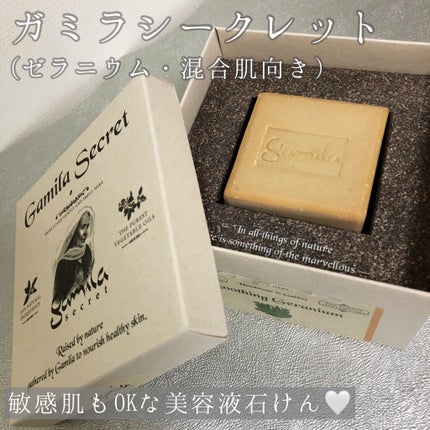 ガミラシークレット
(ゼラニウム・混合肌向き)
Gamila Secret
THE PUREST
VEGETABLE OILS
gamila
secret
Raised by nature
gathered by Gamila to nourish healthy skin.
gamila
"In all things of nature
there is something of the marvellous
Soothing Geranium
敏感肌もOKな美容液石けん🤍